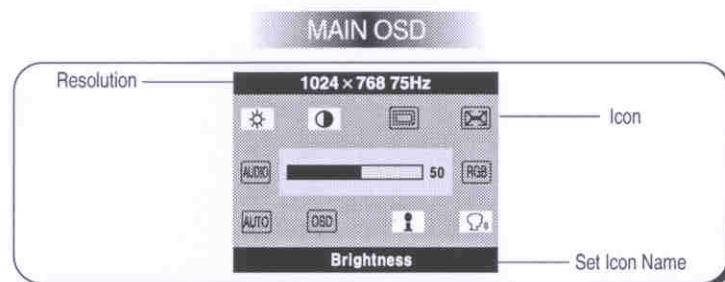 MAIN OSD
Resolution
1024 × 768 75Hz
Icon
AUDIO
50
RGB
AUTO
OSD
Brightness
Set Icon Name